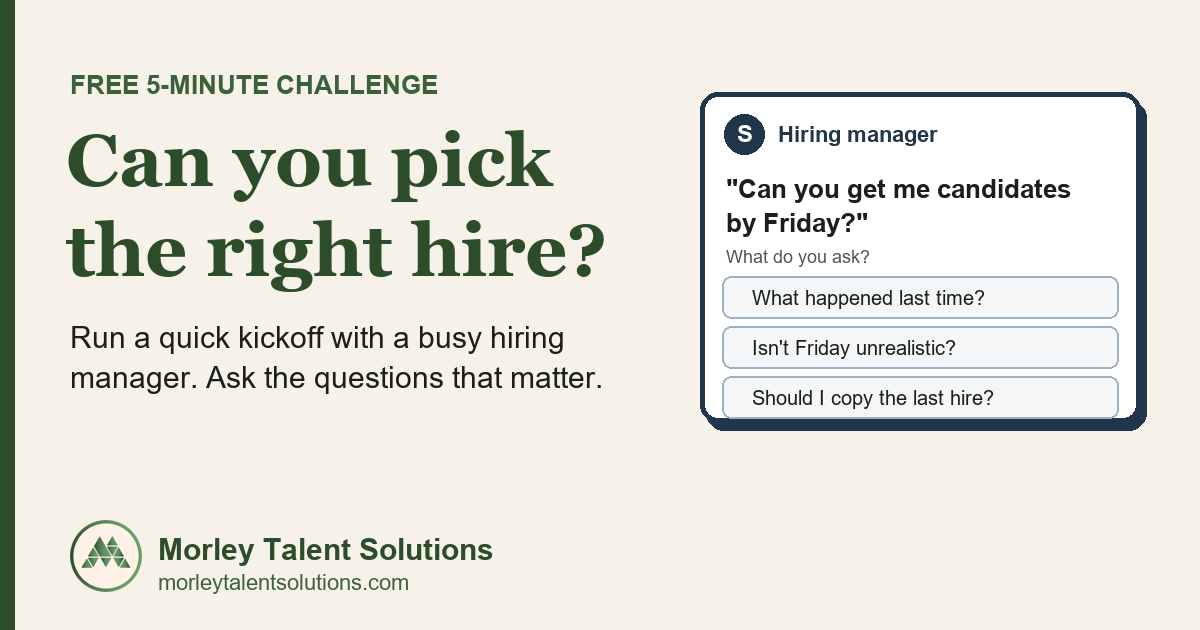 FREE 5-MINUTE CHALLENGE
Can you pick
the right hire?
Run a quick kickoff with a busy hiring
manager. Ask the questions that matter.
S Hiring manager
"Can you get me candidates
by Friday?"
What do you ask?
What happened last time?
Isn't Friday unrealistic?
Should I copy the last hire?
Morley Talent Solutions
morleytalentsolutions.com